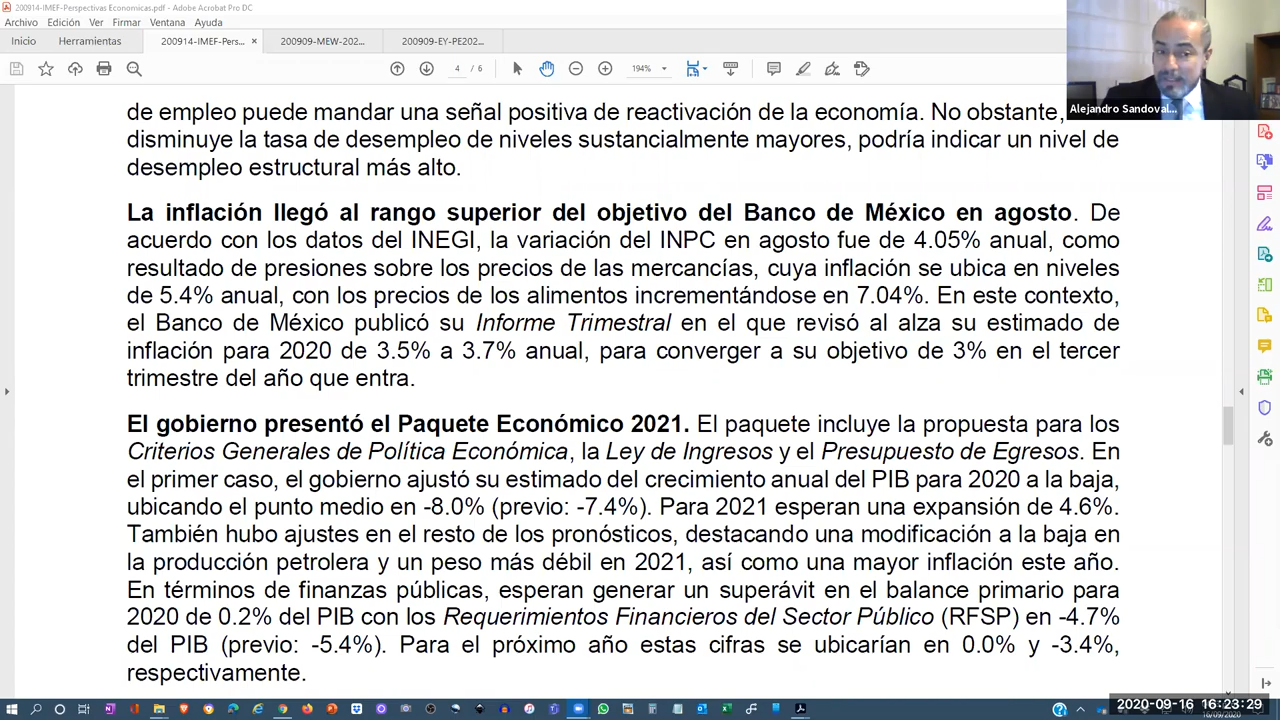 200914-IMEF-Perspectivas Economicas.pdf - Adobe Acrobat Pro DC
Archivo Edición Ver Firmar Ventana Ayuda
Inicio Herramientas 200914-IMEF-Pers... × 200909-MEW-202... 200909-EY-PE202...
4 / 6 194%
Alejandro Sandoval...
de empleo puede mandar una señal positiva de reactivación de la economía. No obstante,
disminuye la tasa de desempleo de niveles sustancialmente mayores, podría indicar un nivel de
desempleo estructural más alto.
La inflación llegó al rango superior del objetivo del Banco de México en agosto. De
acuerdo con los datos del INEGI, la variación del INPC en agosto fue de 4.05% anual, como
resultado de presiones sobre los precios de las mercancías, cuya inflación se ubica en niveles
de 5.4% anual, con los precios de los alimentos incrementándose en 7.04%. En este contexto,
el Banco de México publicó su Informe Trimestral en el que revisó al alza su estimado de
inflación para 2020 de 3.5% a 3.7% anual, para converger a su objetivo de 3% en el tercer
trimestre del año que entra.
El gobierno presentó el Paquete Económico 2021. El paquete incluye la propuesta para los
Criterios Generales de Política Económica, la Ley de Ingresos y el Presupuesto de Egresos. En
el primer caso, el gobierno ajustó su estimado del crecimiento anual del PIB para 2020 a la baja,
ubicando el punto medio en -8.0% (previo: -7.4%). Para 2021 esperan una expansión de 4.6%.
También hubo ajustes en el resto de los pronósticos, destacando una modificación a la baja en
la producción petrolera y un peso más débil en 2021, así como una mayor inflación este año.
En términos de finanzas públicas, esperan generar un superávit en el balance primario para
2020 de 0.2% del PIB con los Requerimientos Financieros del Sector Público (RFSP) en -4.7%
del PIB (previo: -5.4%). Para el próximo año estas cifras se ubicarían en 0.0% y -3.4%,
respectivamente.
2020-09-16 16:23:29
16/09/2020